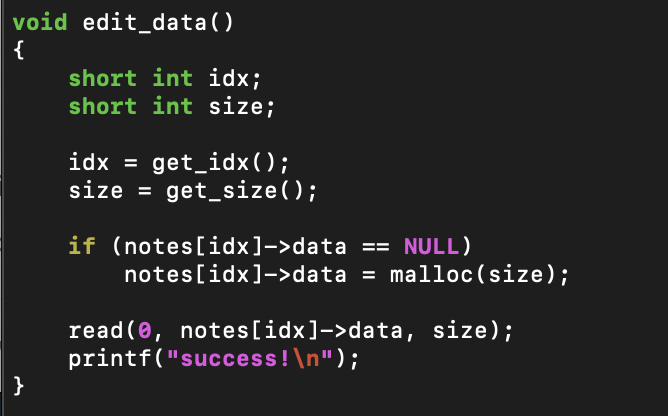 void edit_data()
{
    short int idx;
    short int size;

    idx = get_idx();
    size = get_size();

    if (notes[idx]->data == NULL)
        notes[idx]->data = malloc(size);

    read(0, notes[idx]->data, size);
    printf("success!\n");
}